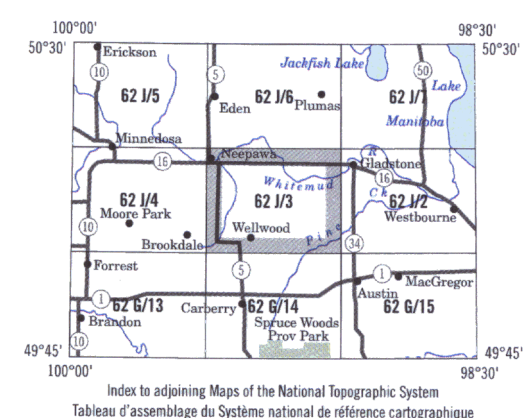 100°00'
98°30'
50°30'
50°30'
Erickson
Jackfish Lake
10
5
50
62 J/5
62 J/6
62 J/7
Lake
Eden
Plumas
Manitoba
Minnedosa
Neepawa
R
Gladstone
16
16
Whitemud
Ck
62 J/4
62 J/3
62 J/2
Moore Park
Westbourne
10
Wellwood
Pine
Brookdale
34
Forrest
5
1
MacGregor
Austin
1
62 G/13
Carberry
62 G/14
62 G/15
Brandon
Spruce Woods
Prov Park
10
49°45'
49°45'
100°00'
98°30'
Index to adjoining Maps of the National Topographic System
Tableau d'assemblage du Système national de référence cartographique